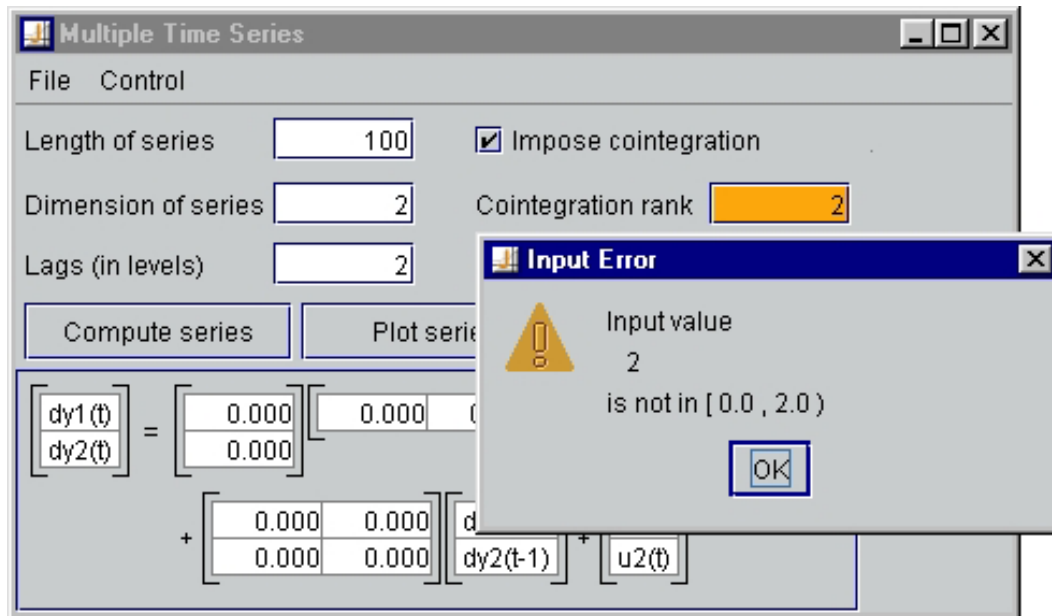 Multiple Time Series
File Control
Length of series 100 Impose cointegration
Dimension of series 2 Cointegration rank 2
Lags (in levels) 2
Input Error
Input value
2
is not in [ 0.0 , 2.0 )
OK
Compute series Plot
dy1(t) = 0.000 0.000
dy2(t) 0.000
+ 0.000 0.000
0.000 0.000 dy2(t-1) + u2(t)